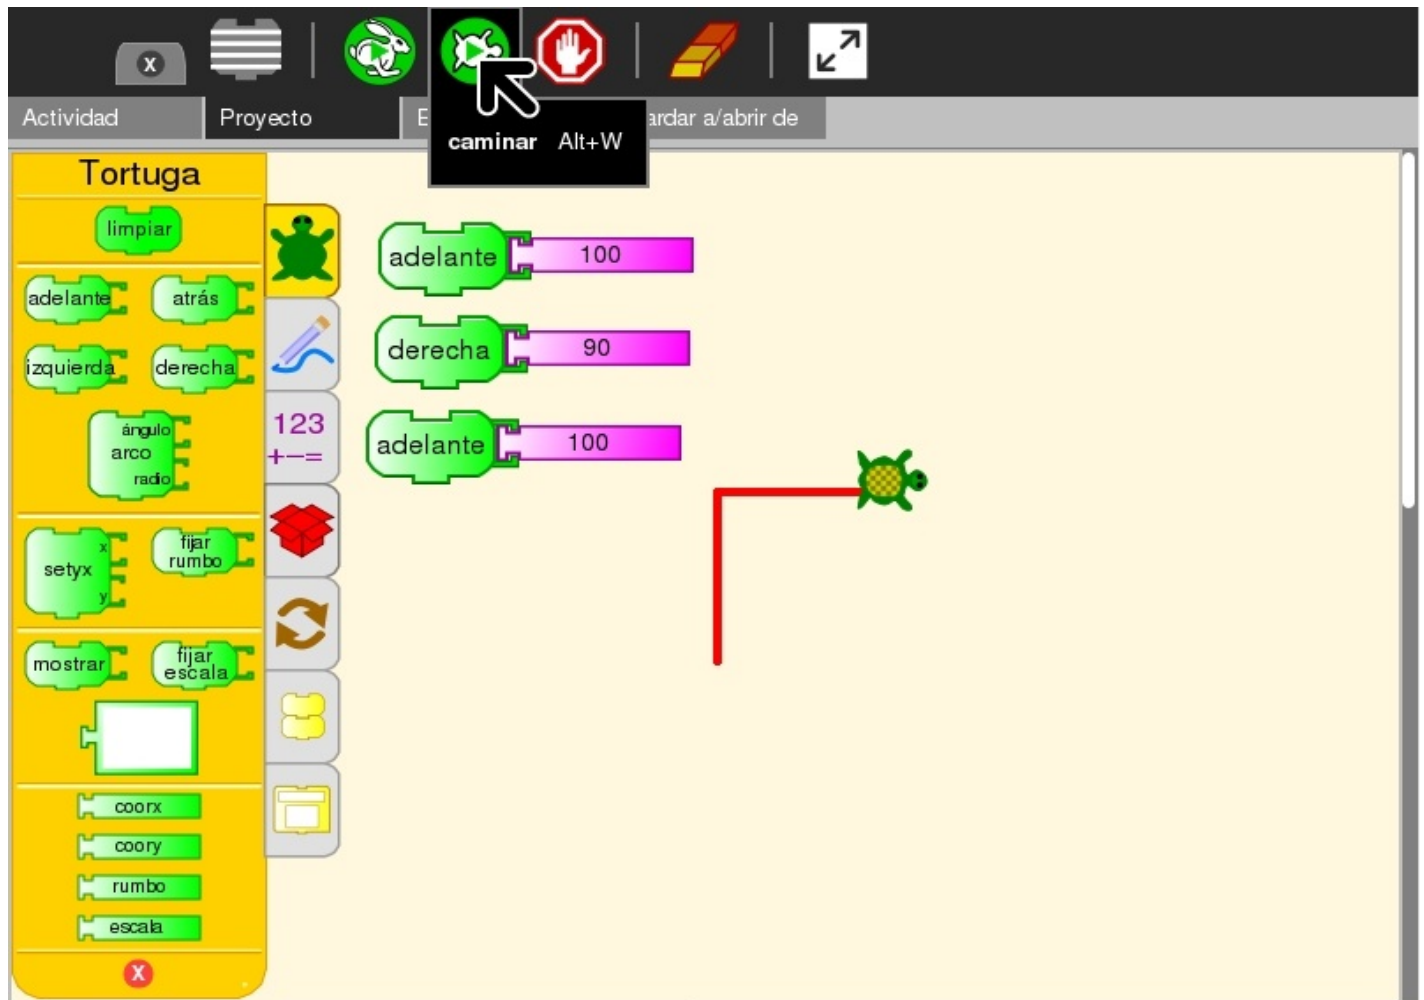 X
Actividad
Proyecto
E
ardar a/abrir de
caminar Alt+W
Tortuga
limpiar
adelante
atrás
izquierda
derecha
ángulo
arco
radio
x
setyx
y
fijar
rumbo
mostrar
fijar
escala
coorx
coory
rumbo
escala
X
123
+−=
adelante 100
derecha 90
adelante 100